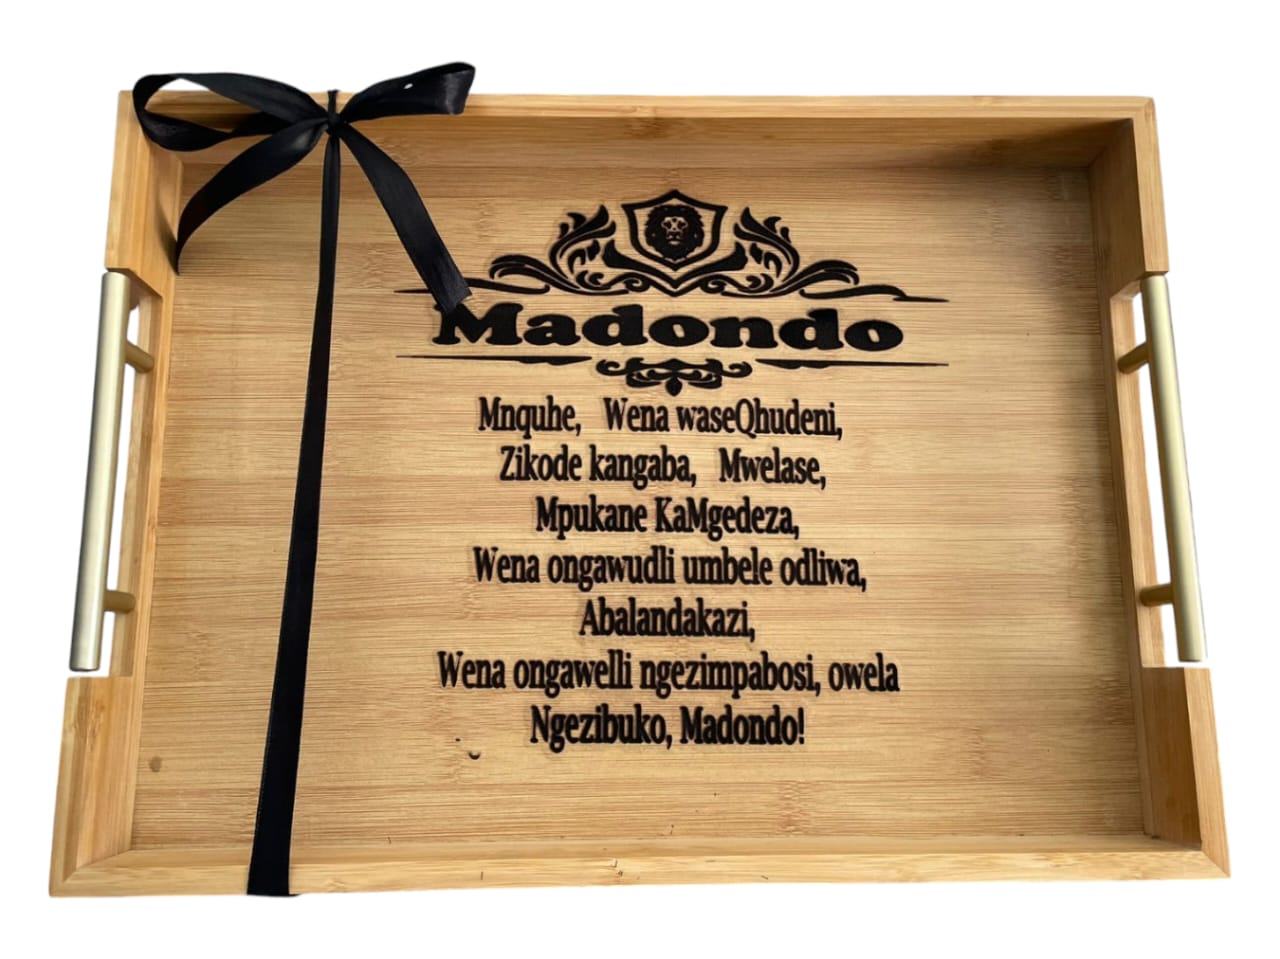 Madondo
Mnquhe, Wena waseQhudeni,
Zikode kangaba, Mwelase,
Mpukane KaMgedeza,
Wena ongawudli umbele odliwa,
Abalandakazi,
Wena ongawelli ngezimpabosi, owela
Ngezibuko, Madondo!